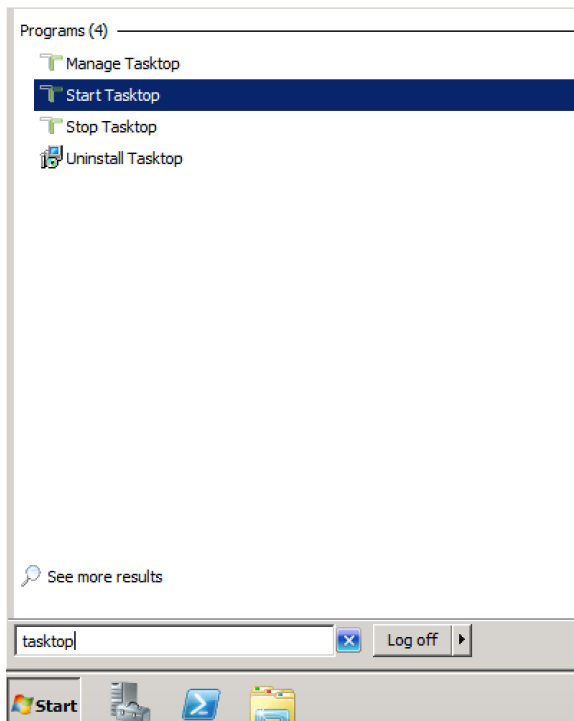 Programs (4)
Manage Tasktop
Start Tasktop
Stop Tasktop
Uninstall Tasktop
See more results
tasktop
Log off
Start